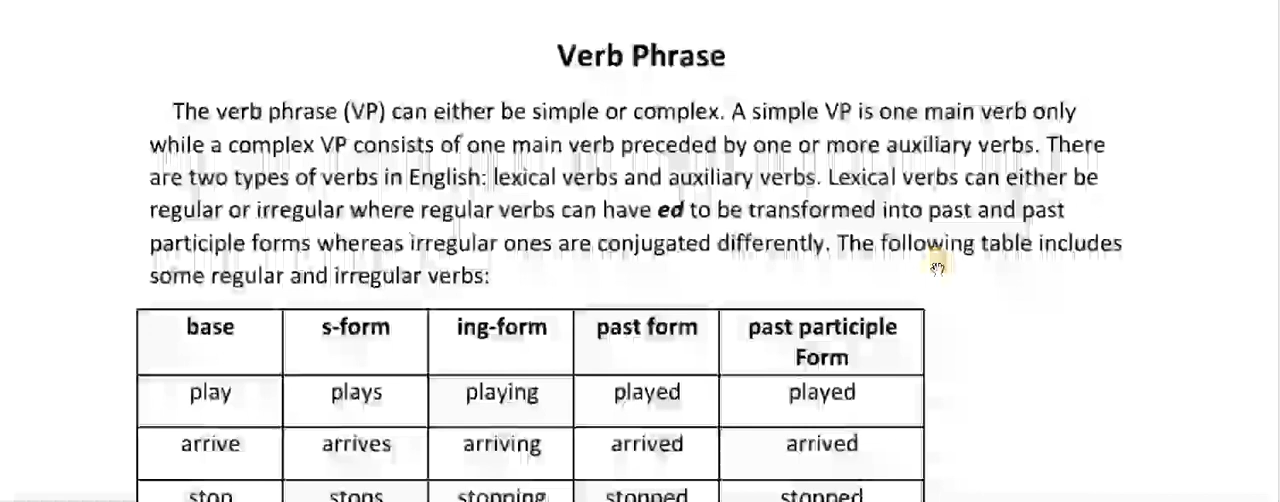 Verb Phrase
The verb phrase (VP) can either be simple or complex. A simple VP is one main verb only
while a complex VP consists of one main verb preceded by one or more auxiliary verbs. There
are two types of verbs in English: lexical verbs and auxiliary verbs. Lexical verbs can either be
regular or irregular where regular verbs can have ed to be transformed into past and past
participle forms whereas irregular ones are conjugated differently. The following table includes
some regular and irregular verbs:
base s-form ing-form past form past participle
Form
play plays playing played played
arrive arrives arriving arrived arrived
stop stops stopping stopped stopped